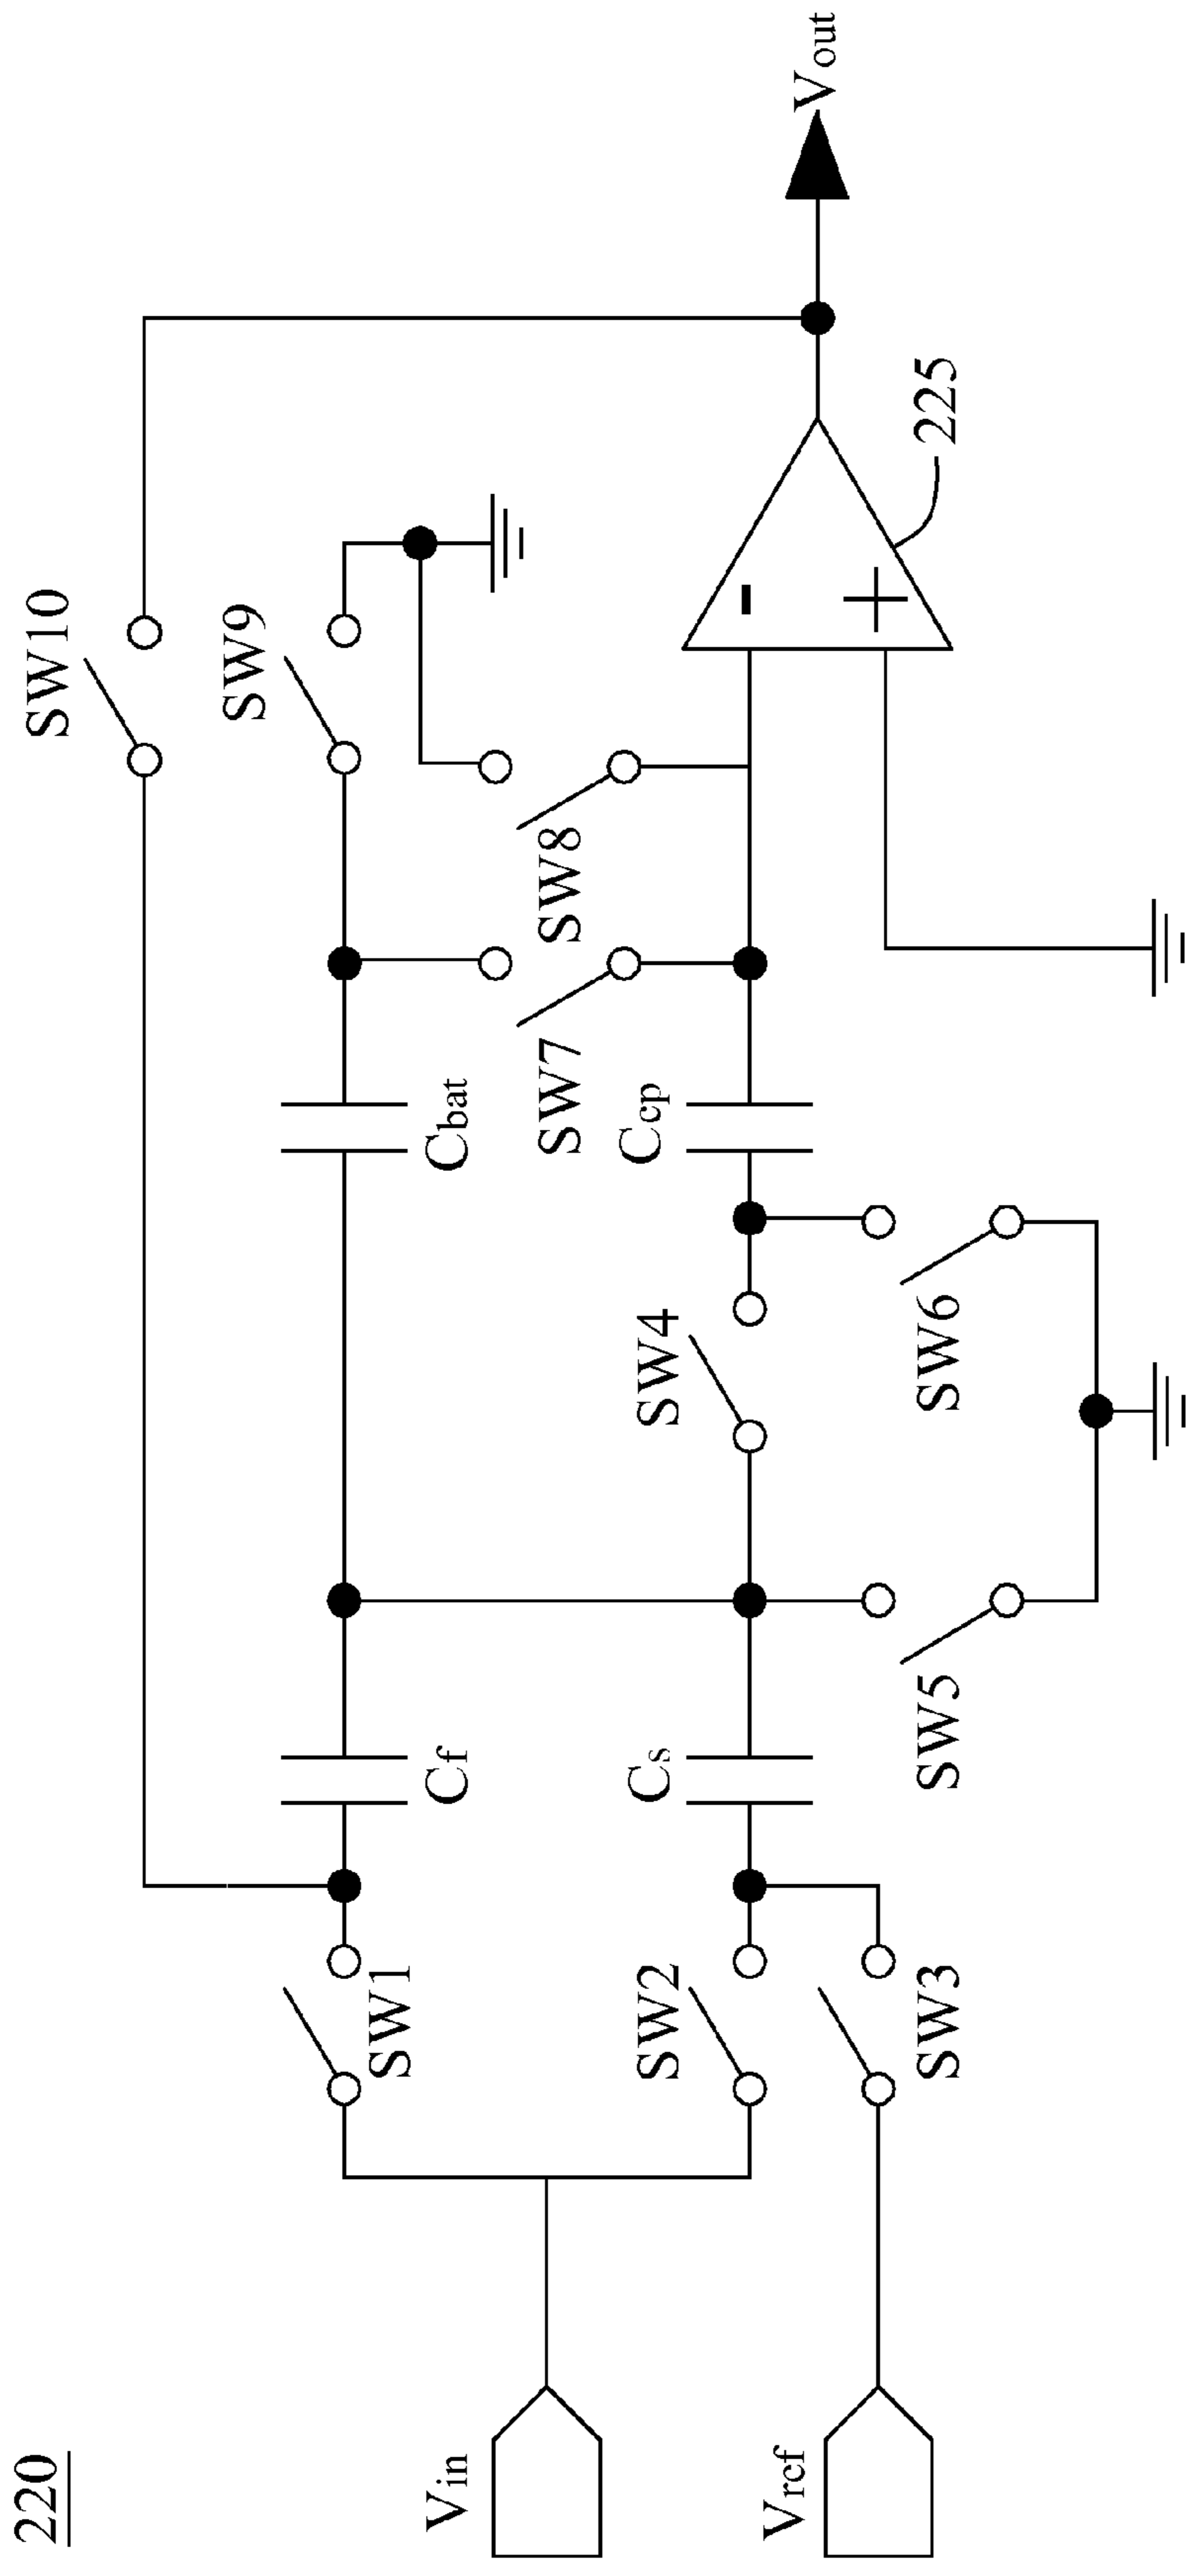 220
SW10
SW9
SW1
Cf
Cbat
SW7
SW8
Vin
SW2
Cs
SW4
Ccp
Vout
Vref
SW3
SW5
SW6
225
-
+